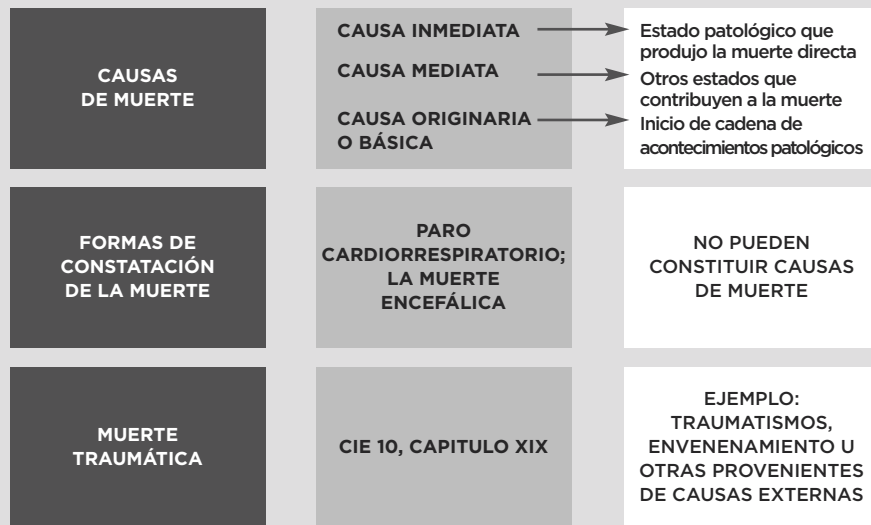 CAUSAS
DE MUERTE
CAUSA INMEDIATA
CAUSA MEDIATA
CAUSA ORIGINARIA
O BÁSICA
Estado patológico que
produjo la muerte directa
Otros estados que
contribuyen a la muerte
Inicio de cadena de
acontecimientos patológicos
FORMAS DE
CONSTATACIÓN
DE LA MUERTE
PARO
CARDIORRESPIRATORIO;
LA MUERTE
ENCEFÁLICA
NO PUEDEN
CONSTITUIR CAUSAS
DE MUERTE
MUERTE
TRAUMÁTICA
CIE 10, CAPITULO XIX
EJEMPLO:
TRAUMATISMOS,
ENVENENAMIENTO U
OTRAS PROVENIENTES
DE CAUSAS EXTERNAS